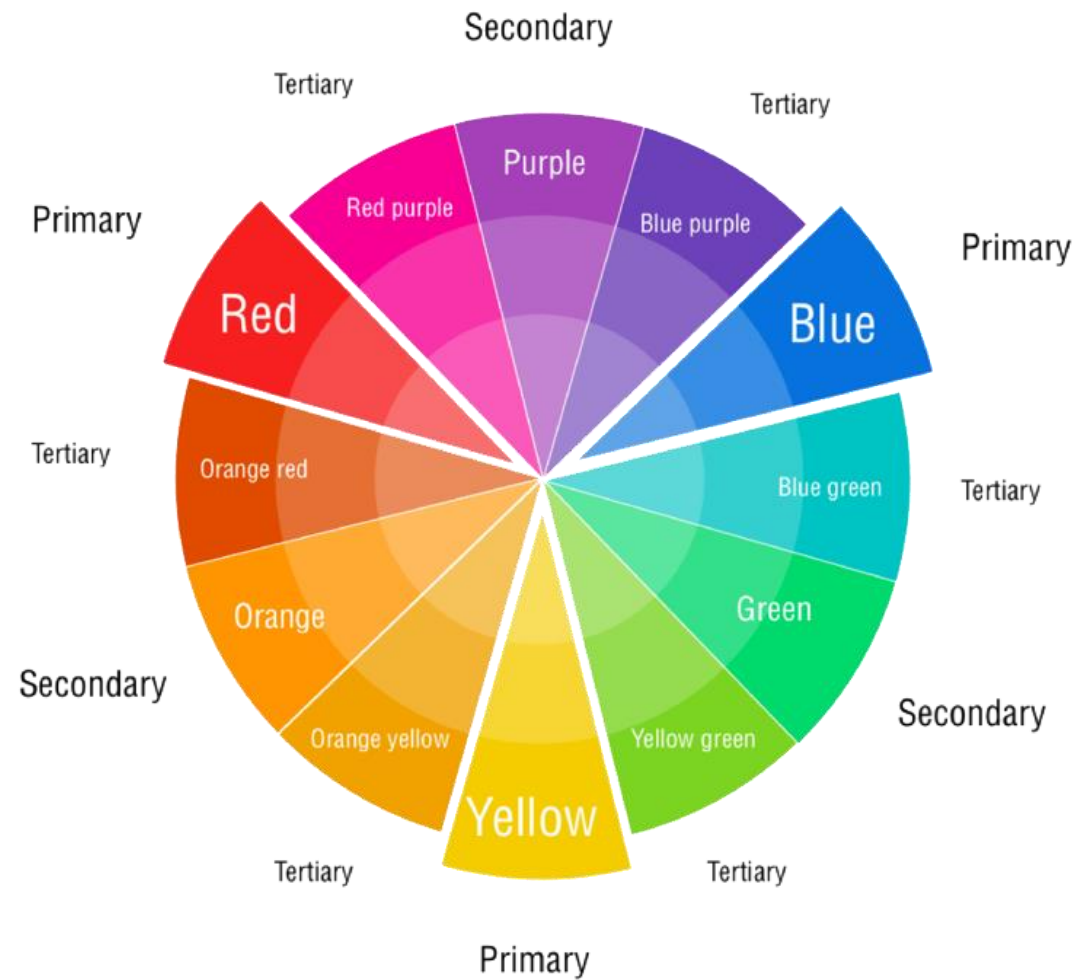 Secondary
Tertiary
Tertiary
Purple
Red purple
Blue purple
Primary
Primary
Red
Blue
Tertiary
Orange red
Blue green
Tertiary
Orange
Green
Secondary
Secondary
Orange yellow
Yellow green
Yellow
Tertiary
Tertiary
Primary